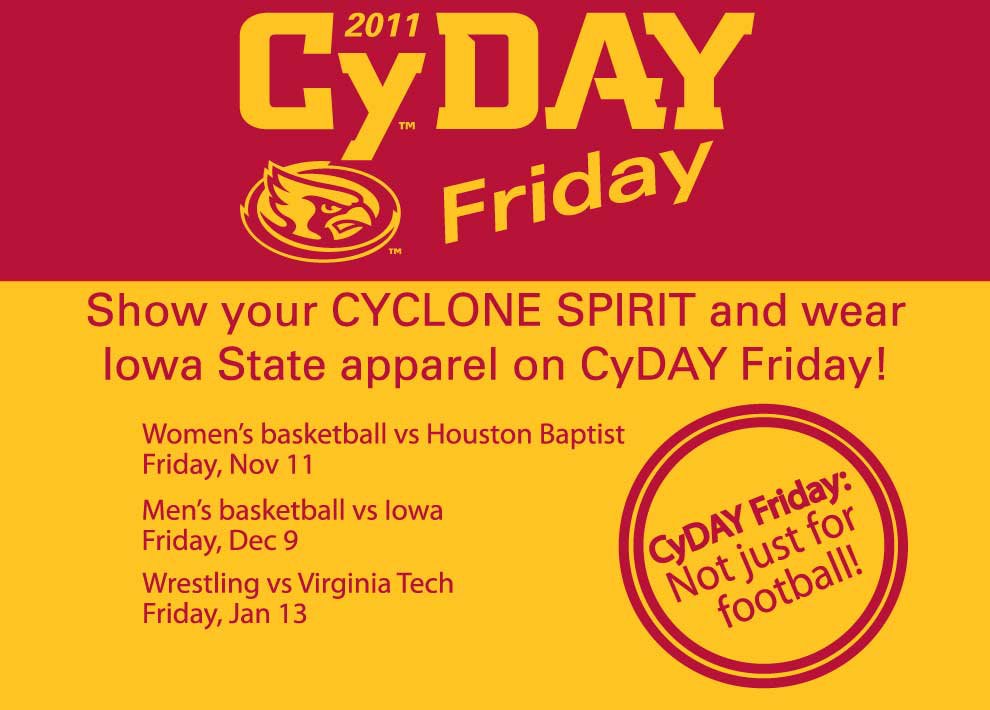 2011
CyDAY™
Friday
™
Show your CYCLONE SPIRIT and wear
Iowa State apparel on CyDAY Friday!
Women’s basketball vs Houston Baptist
Friday, Nov 11
Men’s basketball vs Iowa
Friday, Dec 9
Wrestling vs Virginia Tech
Friday, Jan 13
CyDAY Friday:
Not just for
football!